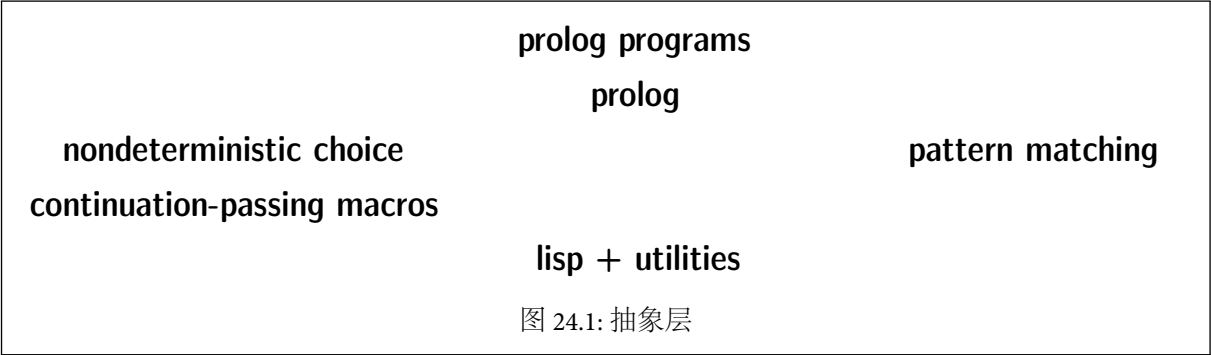 prolog programs
prolog
nondeterministic choice pattern matching
continuation-passing macros
lisp + utilities
图 24.1: 抽象层